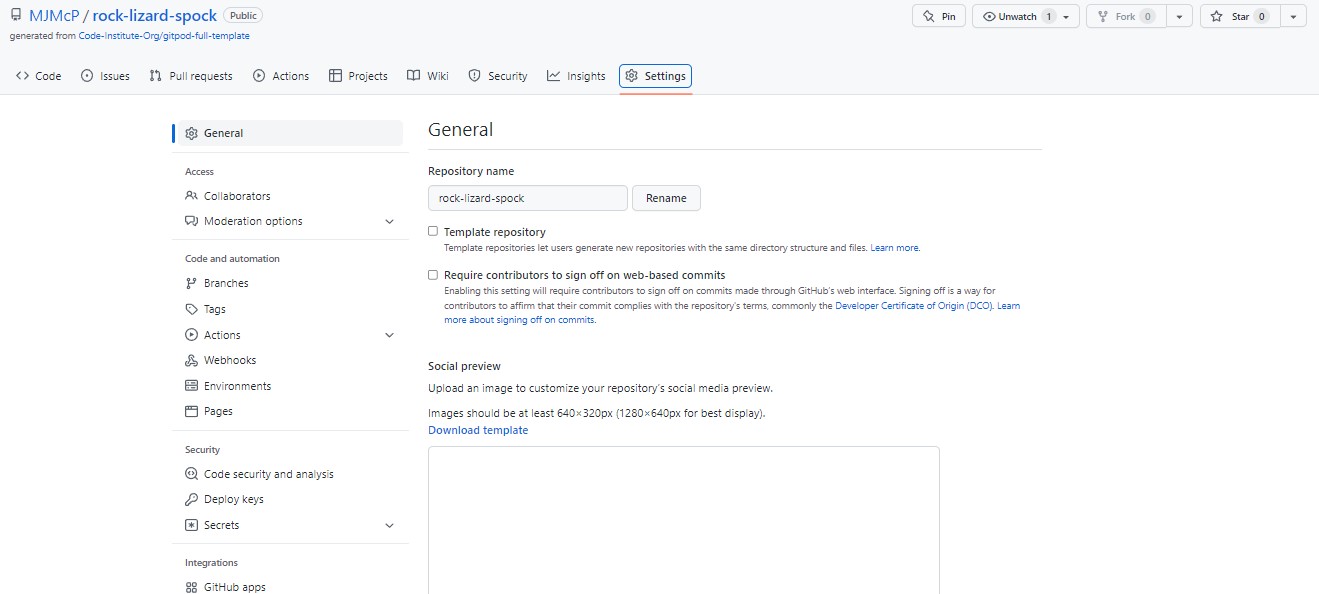 MJMcP / rock-lizard-spock Public
Pin Unwatch 1 Fork 0 Star 0
generated from Code-Institute-Org/gitpod-full-template
Code Issues Pull requests Actions Projects Wiki Security Insights Settings
General
Access
Collaborators
Moderation options
Code and automation
Branches
Tags
Actions
Webhooks
Environments
Pages
Security
Code security and analysis
Deploy keys
Secrets
Integrations
GitHub apps
General
Repository name
rock-lizard-spock Rename
Template repository
Template repositories let users generate new repositories with the same directory structure and files. Learn more.
Require contributors to sign off on web-based commits
Enabling this setting will require contributors to sign off on commits made through GitHub's web interface. Signing off is a way for
contributors to affirm that their commit complies with the repository's terms, commonly the Developer Certificate of Origin (DCO). Learn
more about signing off on commits.
Social preview
Upload an image to customize your repository's social media preview.
Images should be at least 640×320px (1280×640px for best display).
Download template